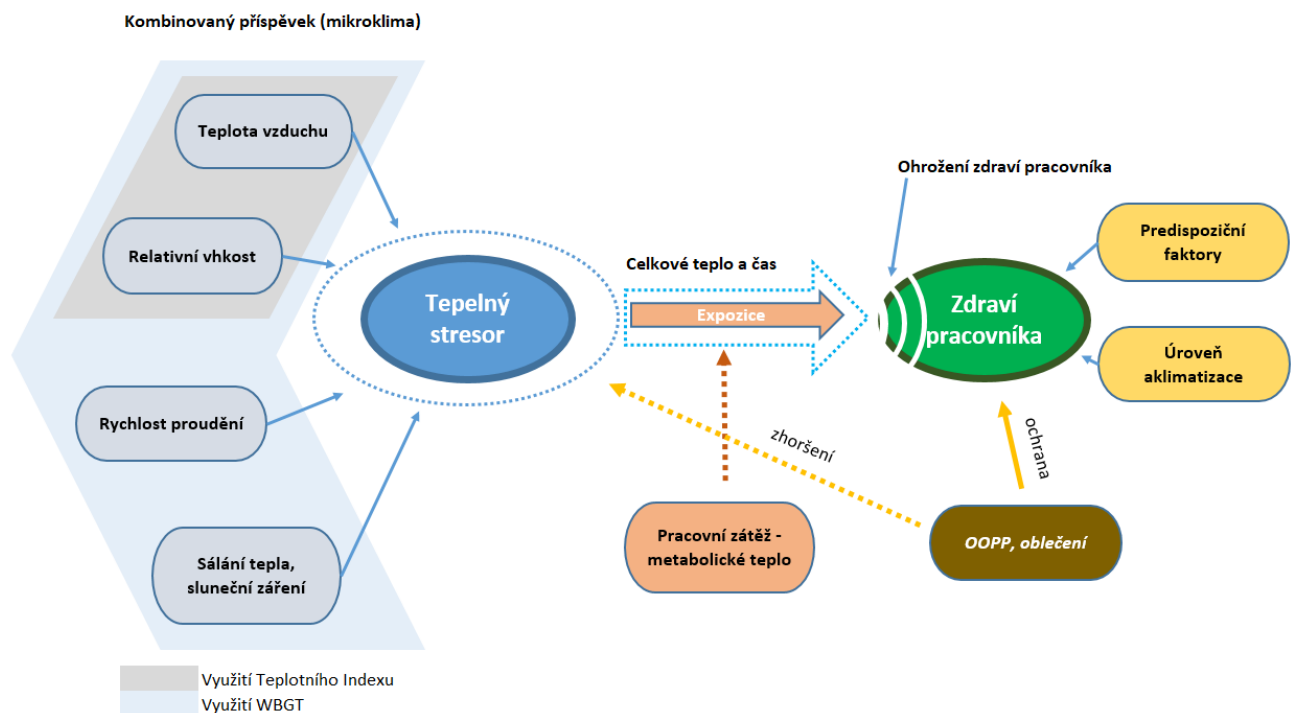 Kombinovaný příspěvek (mikroklima)
Teplota vzduchu
Relativní vhkost
Rychlost proudění
Sálání tepla,
sluneční záření
Tepelný
stresor
Celkové teplo a čas
Expozice
Ohrožení zdraví pracovníka
Zdraví
pracovníka
Predispoziční
faktory
Úroveň
aklimatizace
zhoršení
ochrana
Pracovní zátěž -
metabolické teplo
OOPP, oblečení
Využití Teplotního Indexu
Využití WBGT